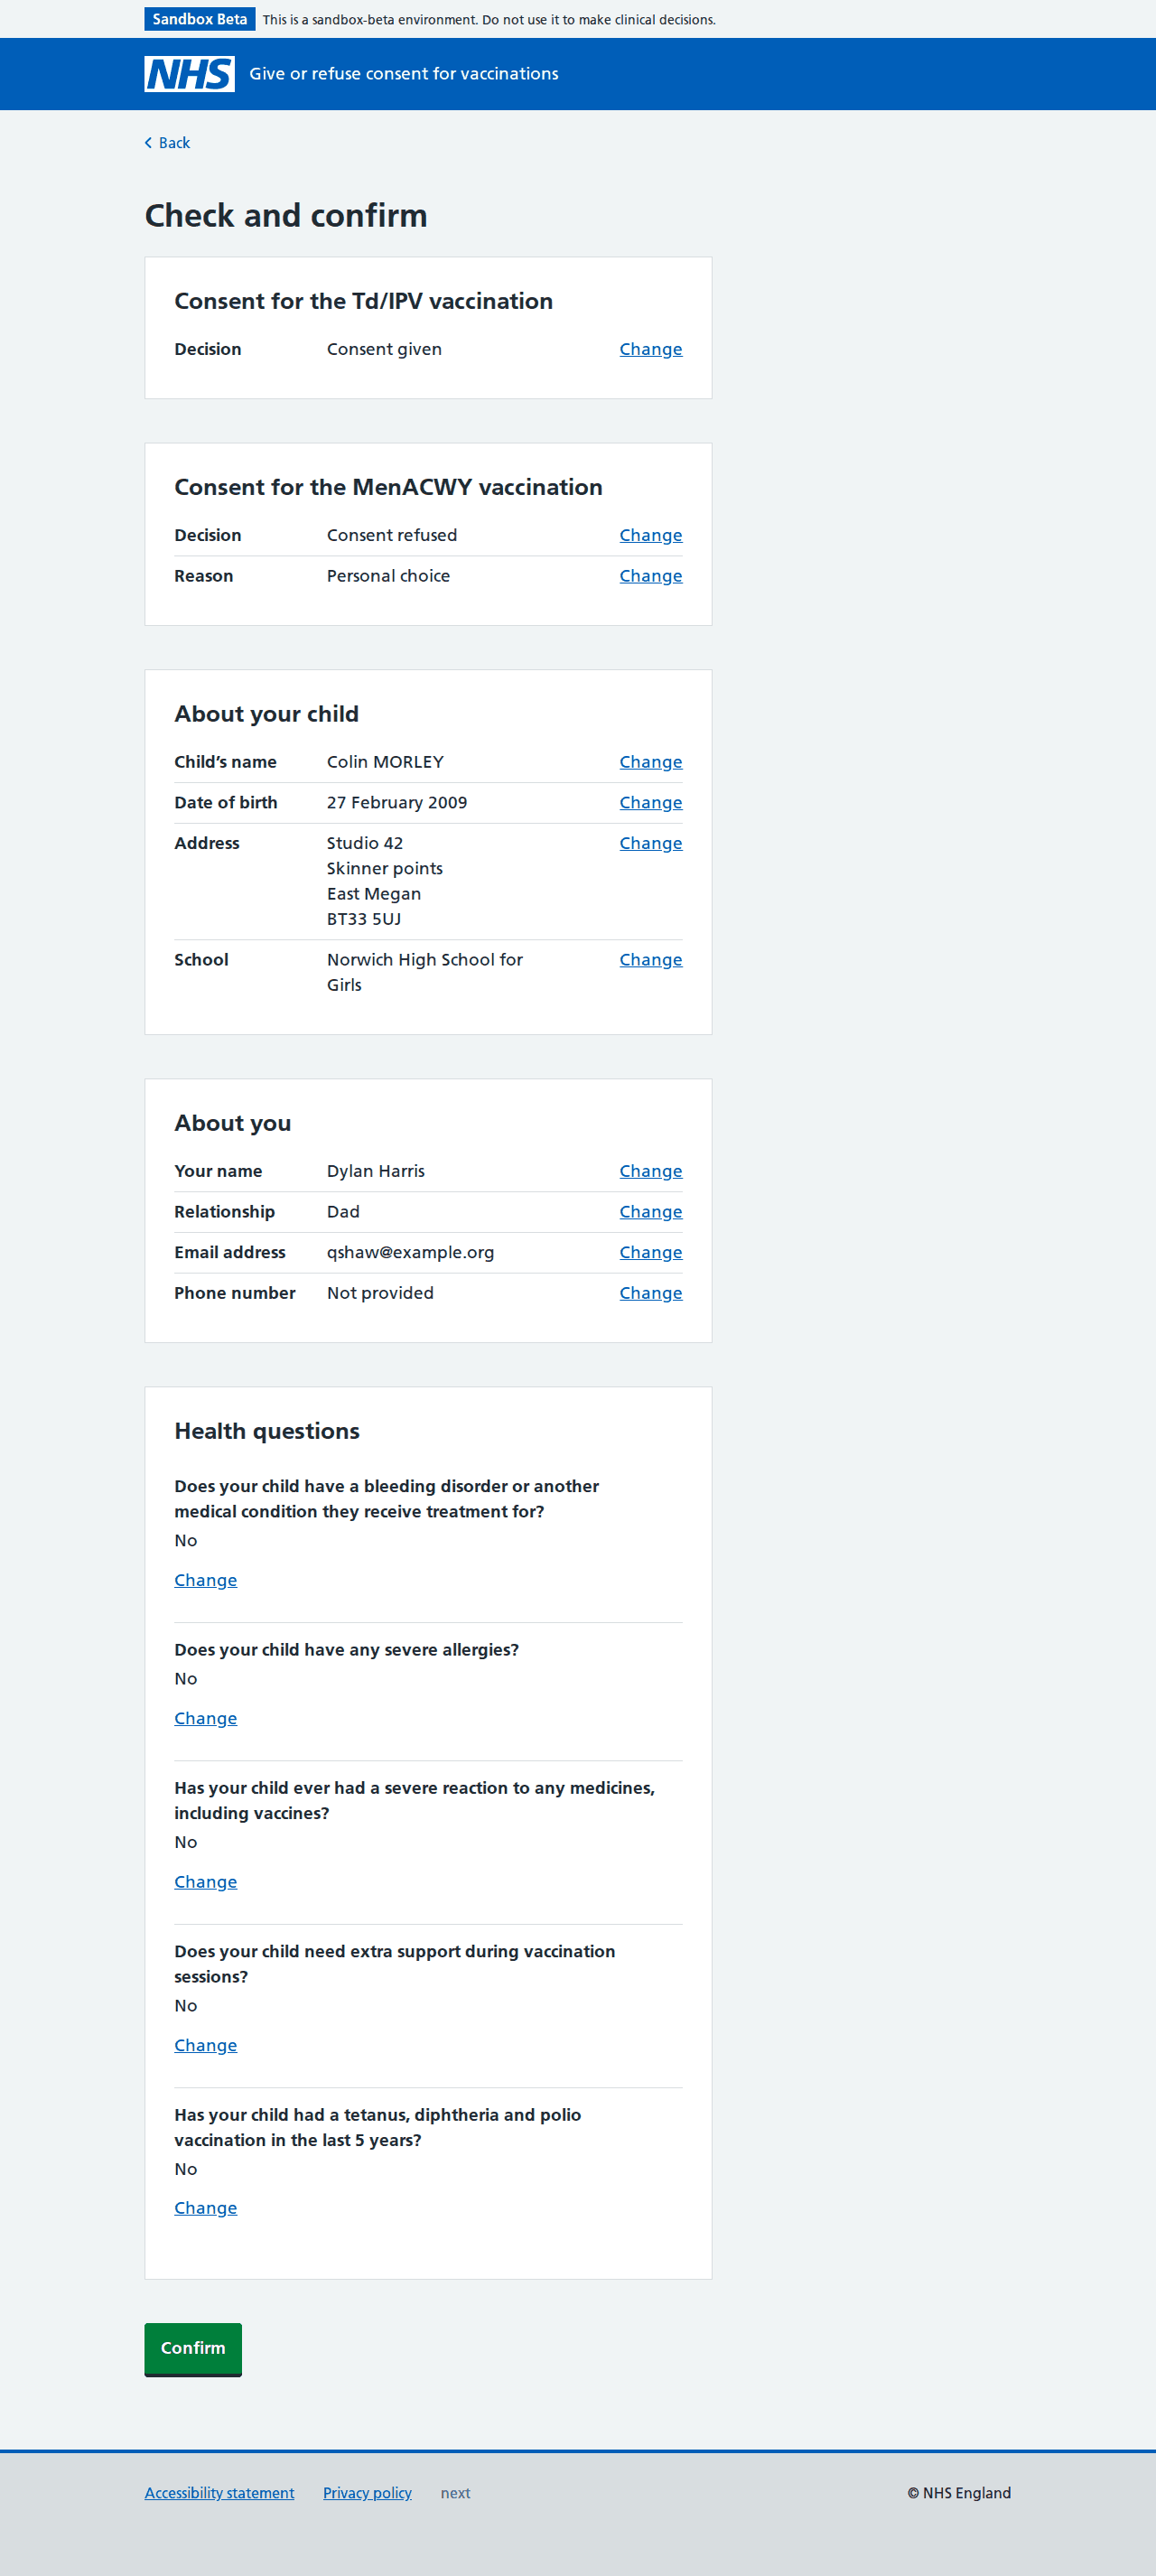 Sandbox Beta This is a sandbox-beta environment. Do not use it to make clinical decisions.
NHS Give or refuse consent for vaccinations
Back
Check and confirm
Consent for the Td/IPV vaccination
Decision Consent given Change
Consent for the MenACWY vaccination
Decision Consent refused Change
Reason Personal choice Change
About your child
Child’s name Colin MORLEY Change
Date of birth 27 February 2009 Change
Address Studio 42 Change
Skinner points
East Megan
BT33 5UJ
School Norwich High School for Change
Girls
About you
Your name Dylan Harris Change
Relationship Dad Change
Email address qshaw@example.org Change
Phone number Not provided Change
Health questions
Does your child have a bleeding disorder or another
medical condition they receive treatment for?
No
Change
Does your child have any severe allergies?
No
Change
Has your child ever had a severe reaction to any medicines,
including vaccines?
No
Change
Does your child need extra support during vaccination
sessions?
No
Change
Has your child had a tetanus, diphtheria and polio
vaccination in the last 5 years?
No
Change
Confirm
Accessibility statement Privacy policy next © NHS England